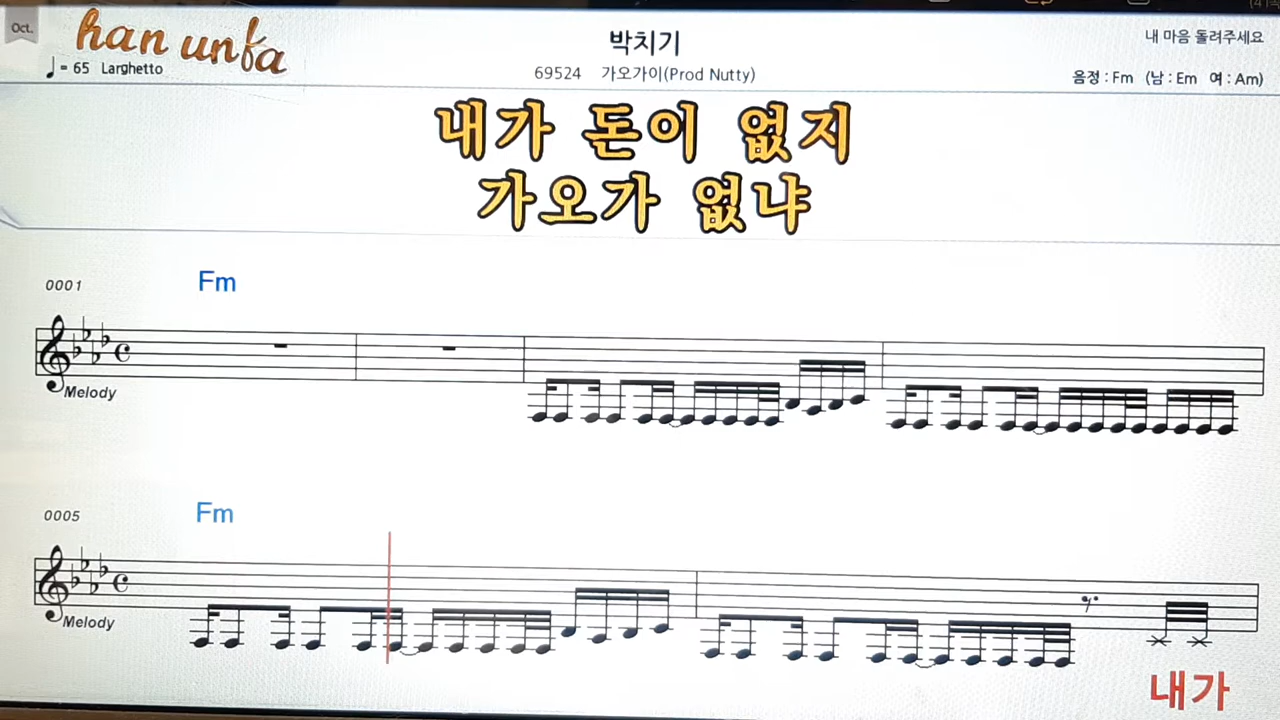 Oct.
han unfa
♩= 65 Larghetto
박치기
69524 가오가이(Prod Nutty)
내 마음 돌려주세요
음정 : Fm (남 : Em 여 : Am)
내가 돈이 없지
가오가 없냐
0001
Fm
Melody
0005
Fm
Melody
내가